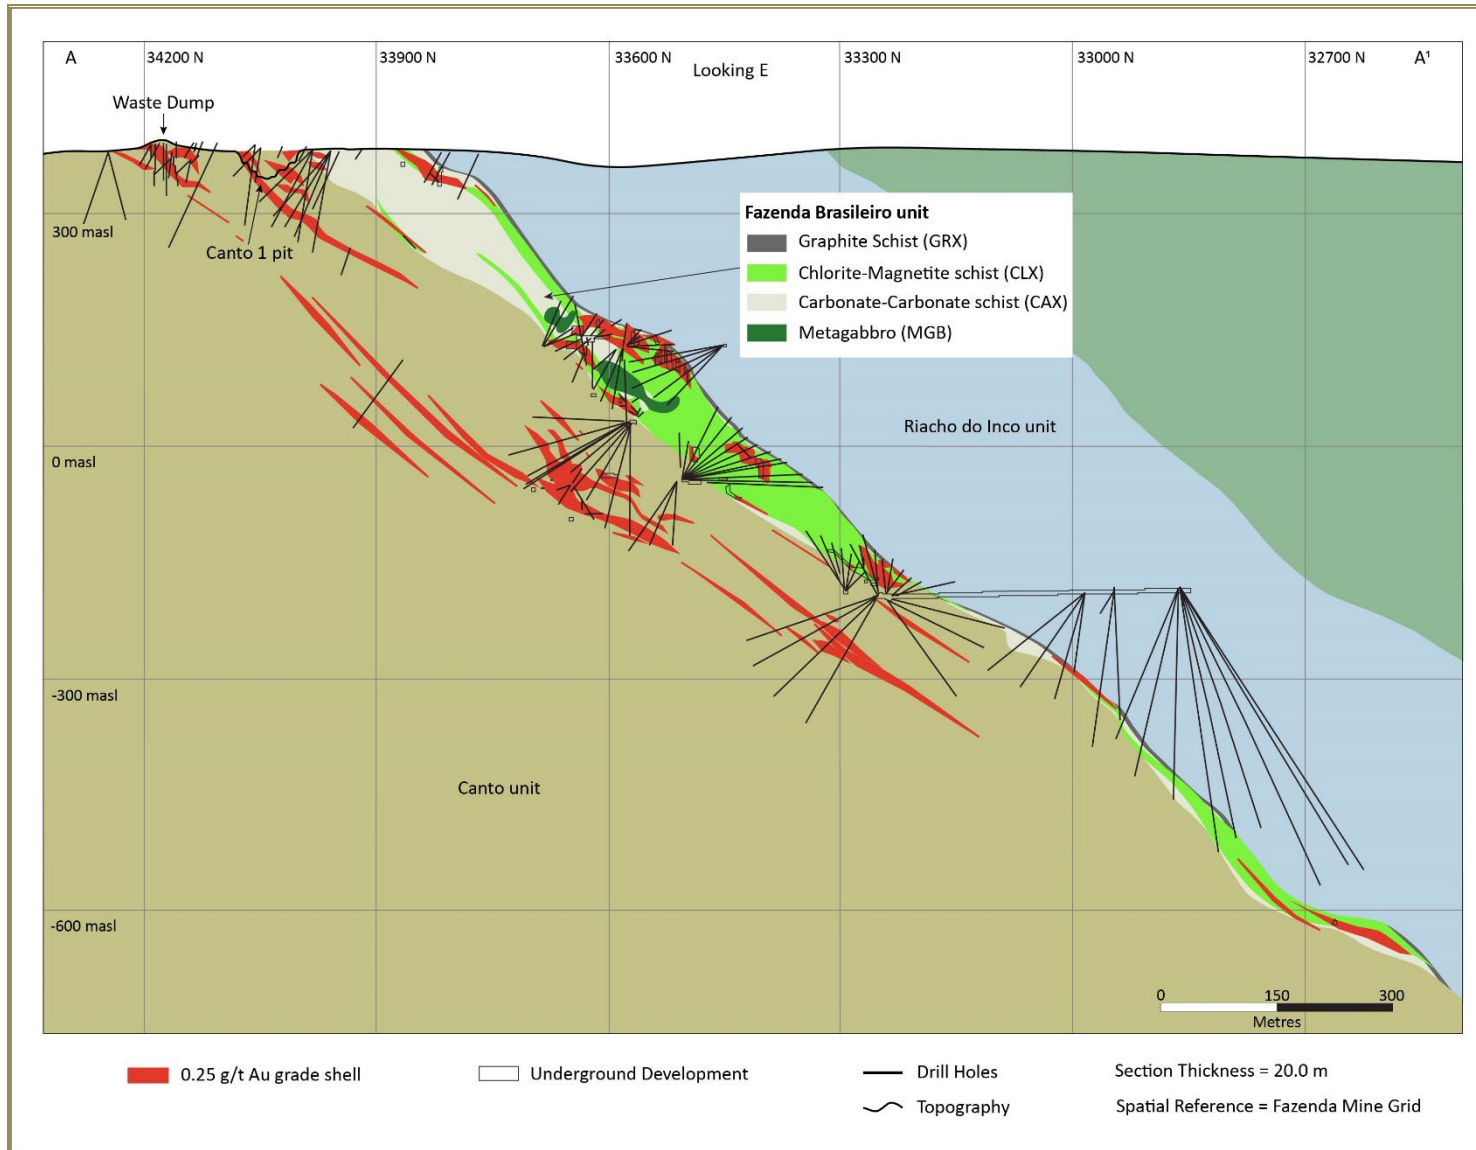 A
34200 N
33900 N
33600 N
33300 N
33000 N
32700 N
A¹
Looking E
Waste Dump
300 masl
Canto 1 pit
Fazenda Brasileiro unit
Graphite Schist (GRX)
Chlorite-Magnetite schist (CLX)
Carbonate-Carbonate schist (CAX)
Metagabbro (MGB)
Riacho do Inco unit
0 masl
-300 masl
Canto unit
-600 masl
0
150
300
Metres
0.25 g/t Au grade shell
Underground Development
Drill Holes
Topography
Section Thickness = 20.0 m
Spatial Reference = Fazenda Mine Grid